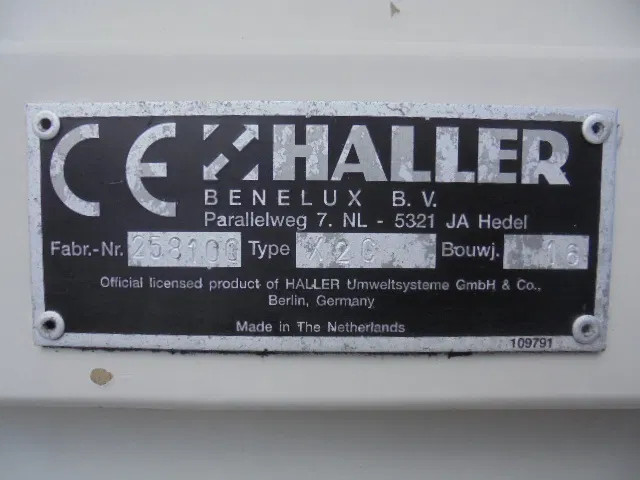 CE HALLER
BENELUX B.V.
Parallelweg 7. NL - 5321 JA Hedel
Fabr.-Nr. 258100 Type X2C Bouwj. 16
Official licensed product of HALLER Umweltsysteme GmbH & Co.,
Berlin, Germany
Made in The Netherlands
109791